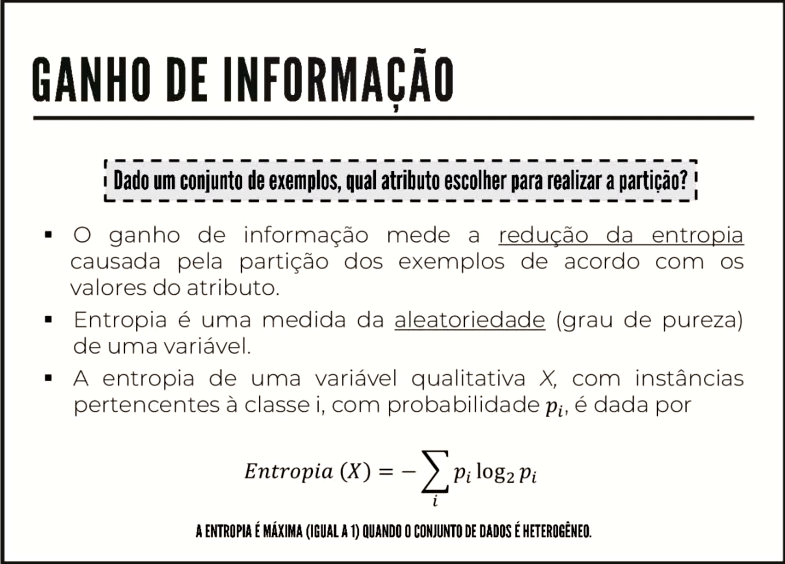 GANHO DE INFORMAÇÃO
Dado um conjunto de exemplos, qual atributo escolher para realizar a partição?
▪ O ganho de informação mede a redução da entropia
causada pela partição dos exemplos de acordo com os
valores do atributo.
▪ Entropia é uma medida da aleatoriedade (grau de pureza)
de uma variável.
▪ A entropia de uma variável qualitativa X, com instâncias
pertencentes à classe i, com probabilidade pᵢ, é dada por
Entropia (X) = − ∑ᵢ pᵢ log₂ pᵢ
A ENTROPIA É MÁXIMA (IGUAL A 1) QUANDO O CONJUNTO DE DADOS É HETEROGÊNEO.